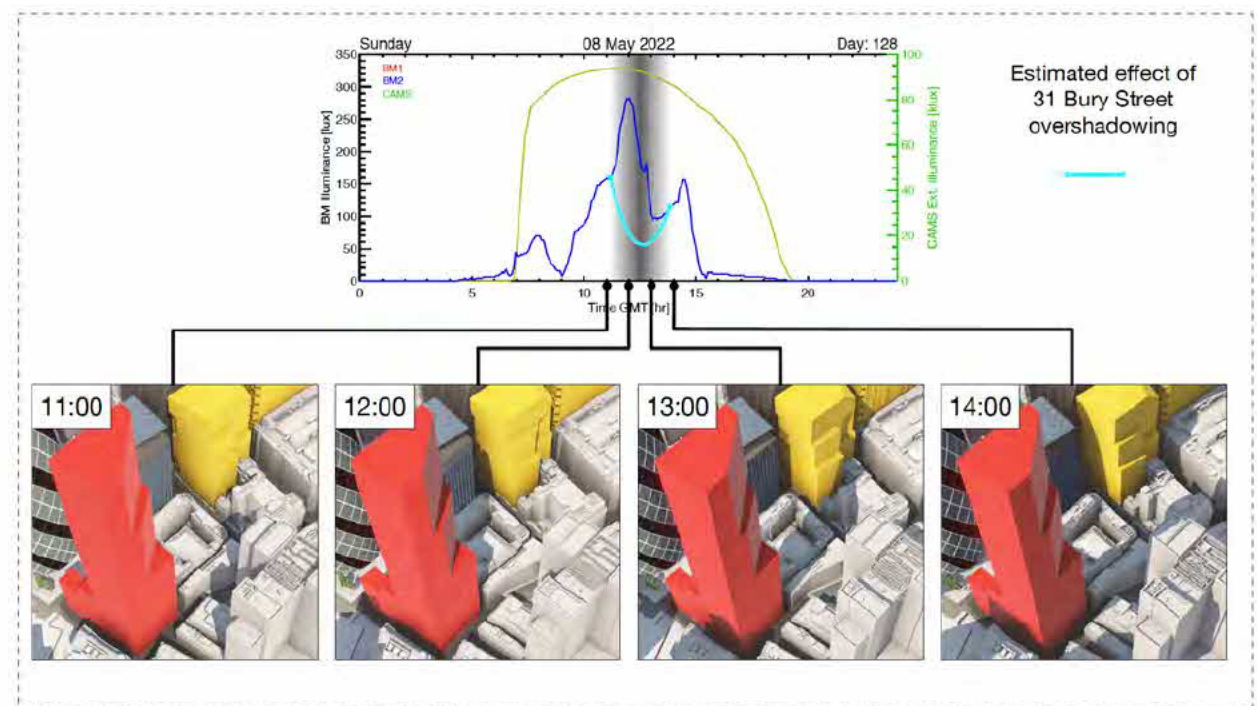 Sunday 08 May 2022 Day: 128
350 100
BM1
BM2
CAMS
300
250
200
150
100
50
0
80
60
40
20
0
BM Illuminance [lux]
CAMS Ext. illuminance [klux]
0 5 10 15 20
Time GMT [hr]
Estimated effect of
31 Bury Street
overshadowing
11:00 12:00 13:00 14:00